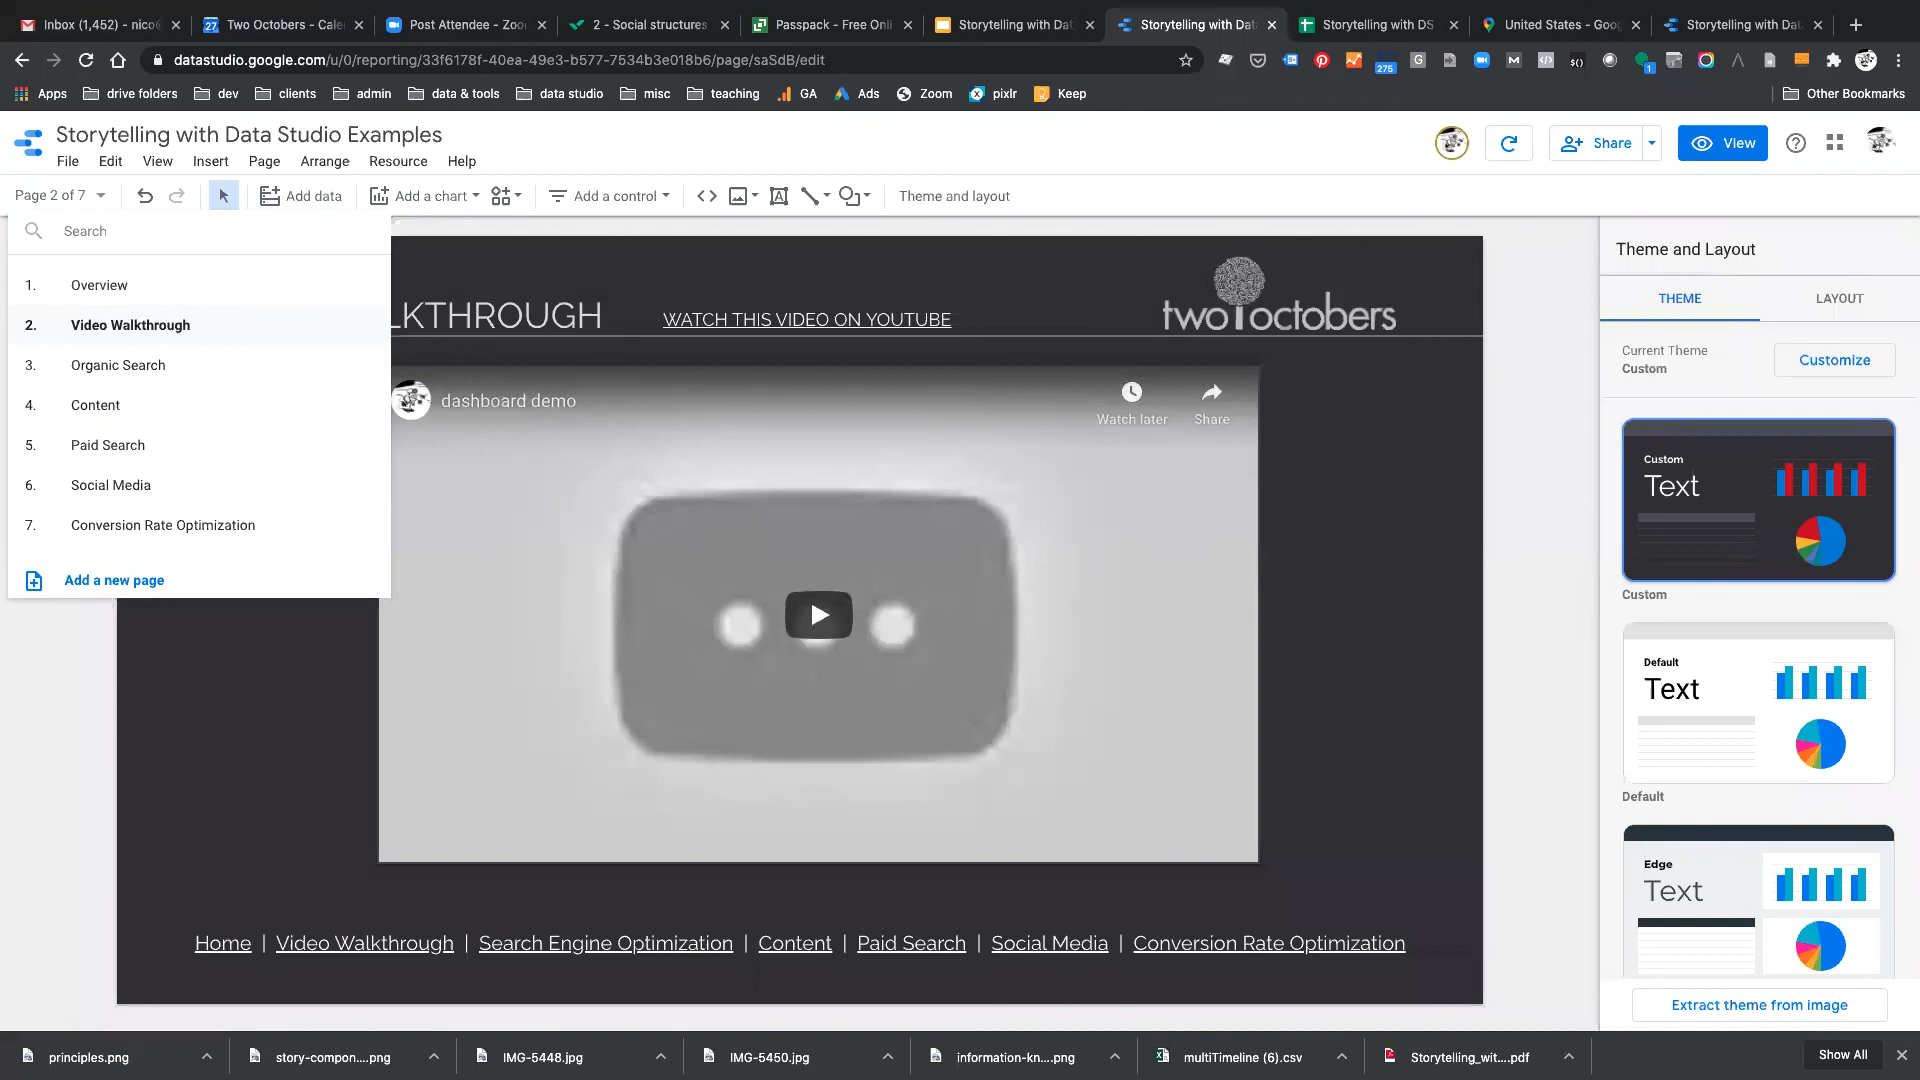 Inbox (1,452) - nico
Two Octobers - Cale
Post Attendee - Zoo
2 - Social structures
Passpack - Free Onli
Storytelling with Da
Storytelling with Dat
Storytelling with DS
United States - Goo
Storytelling with Dat
datastudio.google.com/u/0/reporting/33f6178f-40ea-49e3-b577-7534b3e018b6/page/saSdB/edit
275
1
Apps
drive folders
dev
clients
admin
data & tools
data studio
misc
teaching
GA
Ads
Zoom
pixlr
Keep
Other Bookmarks
Storytelling with Data Studio Examples
File
Edit
View
Insert
Page
Arrange
Resource
Help
Share
View
Page 2 of 7
Add data
Add a chart
Add a control
Theme and layout
Search
1. Overview
2. Video Walkthrough
3. Organic Search
4. Content
5. Paid Search
6. Social Media
7. Conversion Rate Optimization
Add a new page
LKTHROUGH
WATCH THIS VIDEO ON YOUTUBE
two octobers
dashboard demo
Watch later
Share
Home | Video Walkthrough | Search Engine Optimization | Content | Paid Search | Social Media | Conversion Rate Optimization
Theme and Layout
THEME
LAYOUT
Current Theme
Custom
Customize
Custom
Text
Custom
Default
Text
Default
Edge
Text
Extract theme from image
principles.png
story-compon....png
IMG-5448.jpg
IMG-5450.jpg
information-kn....png
multiTimeline (6).csv
Storytelling_wit....pdf
Show All